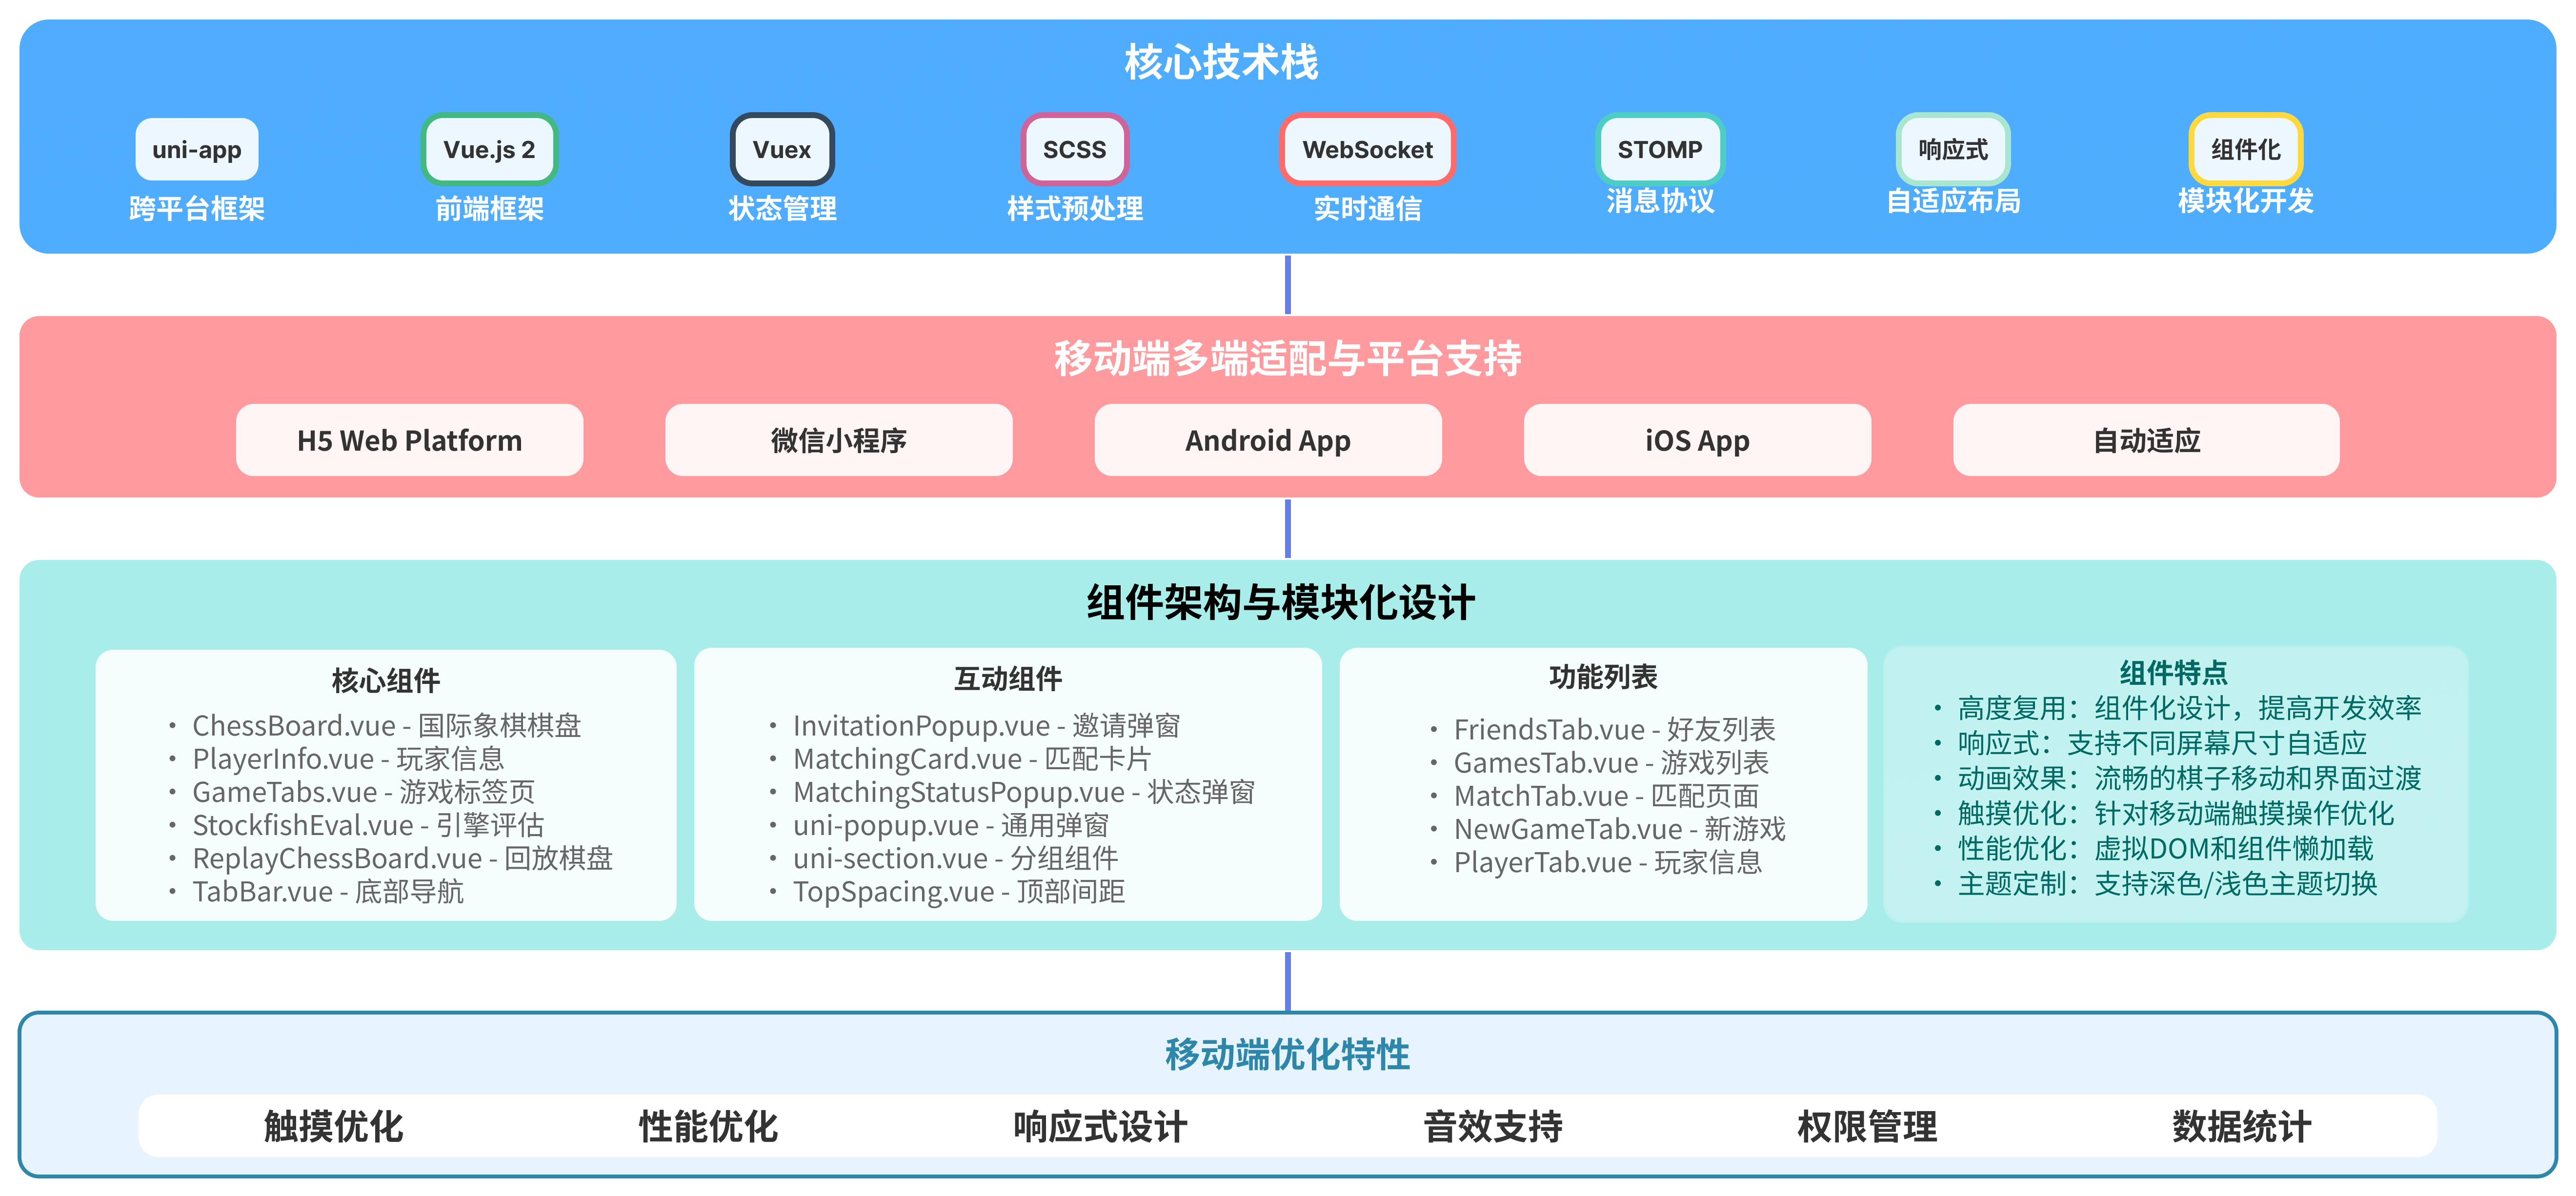 核心技术栈
uni-app
Vue.js 2
Vuex
SCSS
WebSocket
STOMP
响应式
组件化
跨平台框架
前端框架
状态管理
样式预处理
实时通信
消息协议
自适应布局
模块化开发
移动端多端适配与平台支持
H5 Web Platform
微信小程序
Android App
iOS App
自动适应
组件架构与模块化设计
核心组件
• ChessBoard.vue - 国际象棋棋盘
• PlayerInfo.vue - 玩家信息
• GameTabs.vue - 游戏标签页
• StockfishEval.vue - 引擎评估
• ReplayChessBoard.vue - 回放棋盘
• TabBar.vue - 底部导航
互动组件
• InvitationPopup.vue - 邀请弹窗
• MatchingCard.vue - 匹配卡片
• MatchingStatusPopup.vue - 状态弹窗
• uni-popup.vue - 通用弹窗
• uni-section.vue - 分组组件
• TopSpacing.vue - 顶部间距
功能列表
• FriendsTab.vue - 好友列表
• GamesTab.vue - 游戏列表
• MatchTab.vue - 匹配页面
• NewGameTab.vue - 新游戏
• PlayerTab.vue - 玩家信息
组件特点
• 高度复用：组件化设计，提高开发效率
• 响应式：支持不同屏幕尺寸自适应
• 动画效果：流畅的棋子移动和界面过渡
• 触摸优化：针对移动端触摸操作优化
• 性能优化：虚拟DOM和组件懒加载
• 主题定制：支持深色/浅色主题切换
移动端优化特性
触摸优化
性能优化
响应式设计
音效支持
权限管理
数据统计